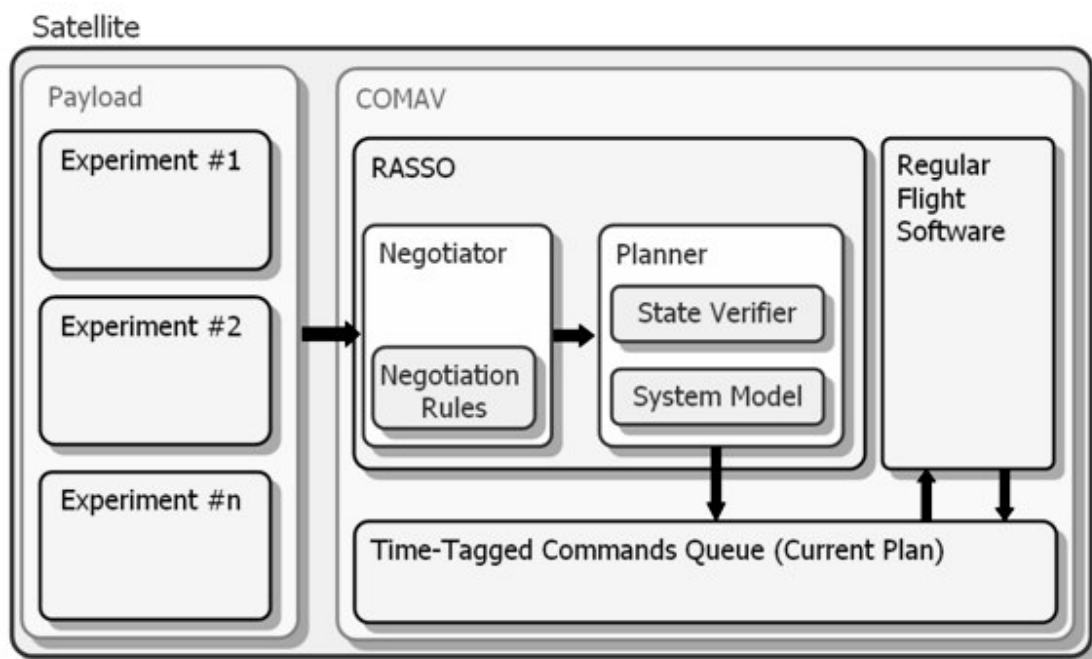 Satellite
Payload
Experiment #1
Experiment #2
Experiment #n
COMAV
RASSO
Negotiator
Negotiation
Rules
Planner
State Verifier
System Model
Regular
Flight
Software
Time-Tagged Commands Queue (Current Plan)